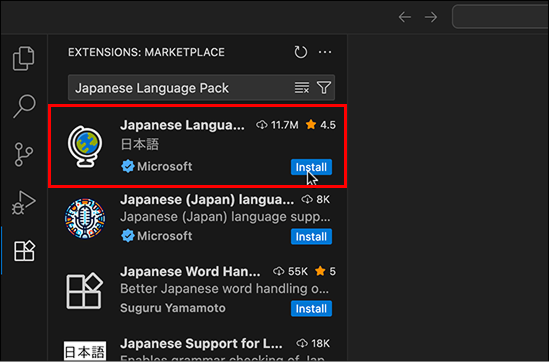 EXTENSIONS: MARKETPLACE
Japanese Language Pack
Japanese Langua... 11.7M 4.5
日本語
Microsoft Install
Japanese (Japan) langua... 8K
Japanese (Japan) language supp...
Microsoft Install
Japanese Word Han... 55K 5
Better Japanese word handling o...
Suguru Yamamoto Install
日本語
Japanese Support for L... 18K
Enables grammar checking of Jap...